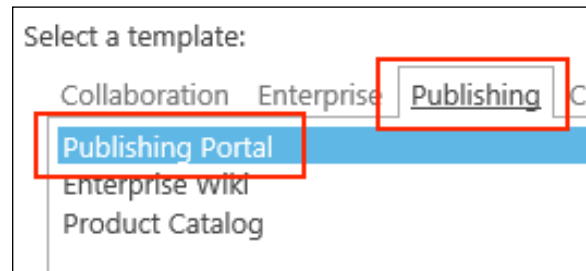 Select a template:
Collaboration Enterprise Publishing C
Publishing Portal
Enterprise Wiki
Product Catalog